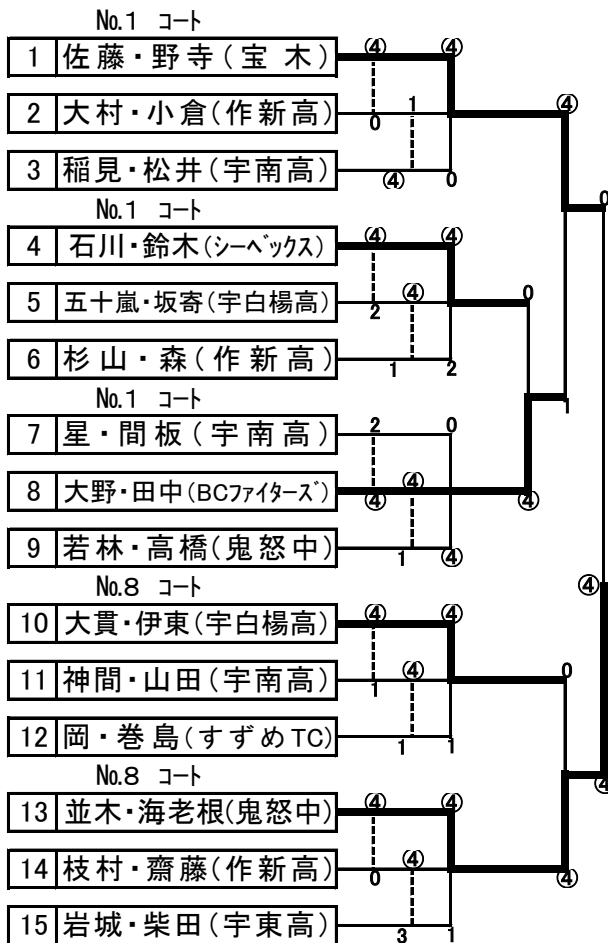 No.1 コート
1 佐藤・野寺(宝 木) ④ ④
④
2 大村・小倉(作新高) 0 1
3 稲見・松井(宇南高) ④ 0
0
No.1 コート
4 石川・鈴木(シーベックス) ④ ④
5 五十嵐・坂寄(宇白楊高) 2 ④
0
6 杉山・森(作新高) 1 2
No.1 コート
1
7 星・間板(宇南高) 2 0
8 大野・田中(BCファイターズ) ④ ④
④
9 若林・高橋(鬼怒中) 1 ④
No.8 コート
④
10 大貫・伊東(宇白楊高) ④ ④
11 神間・山田(宇南高) 1 ④
0
12 岡・巻島(すずめTC) 1 1
No.8 コート
④
13 並木・海老根(鬼怒中) ④ ④
14 枝村・齋藤(作新高) 0 ④
④
15 岩城・柴田(宇東高) 3 1